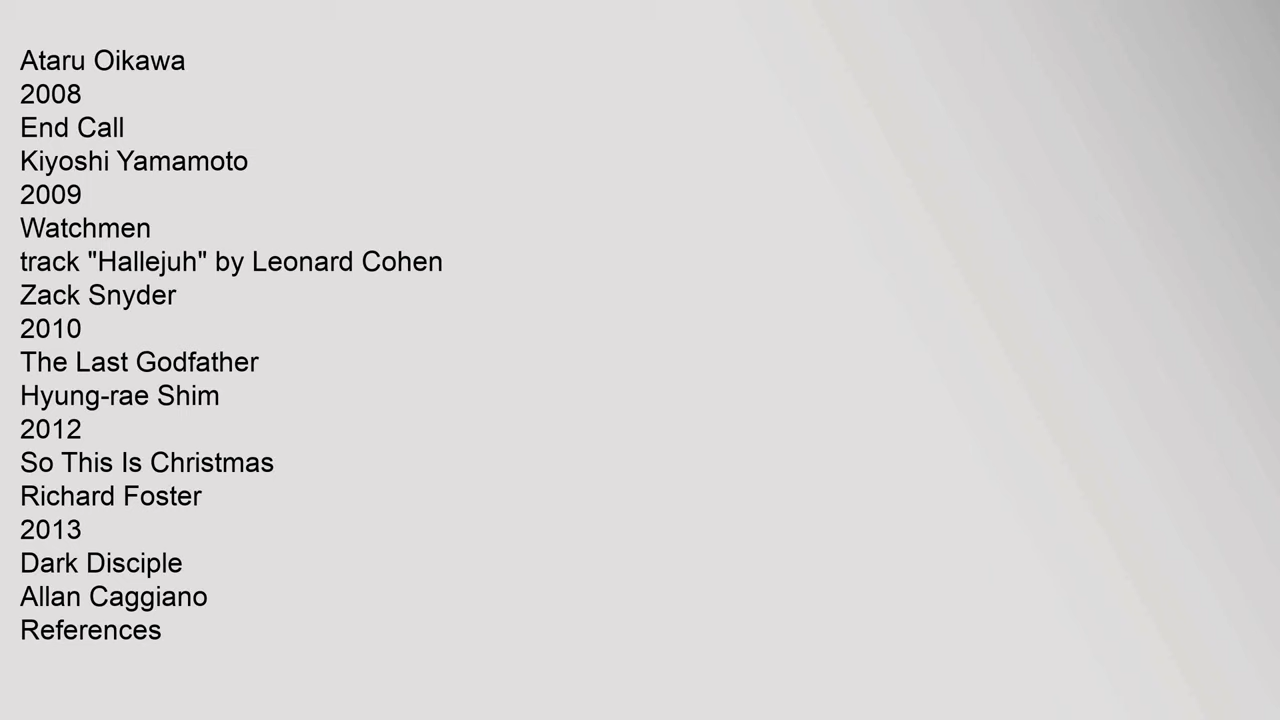 Ataru Oikawa
2008
End Call
Kiyoshi Yamamoto
2009
Watchmen
track "Hallejuh" by Leonard Cohen
Zack Snyder
2010
The Last Godfather
Hyung-rae Shim
2012
So This Is Christmas
Richard Foster
2013
Dark Disciple
Allan Caggiano
References